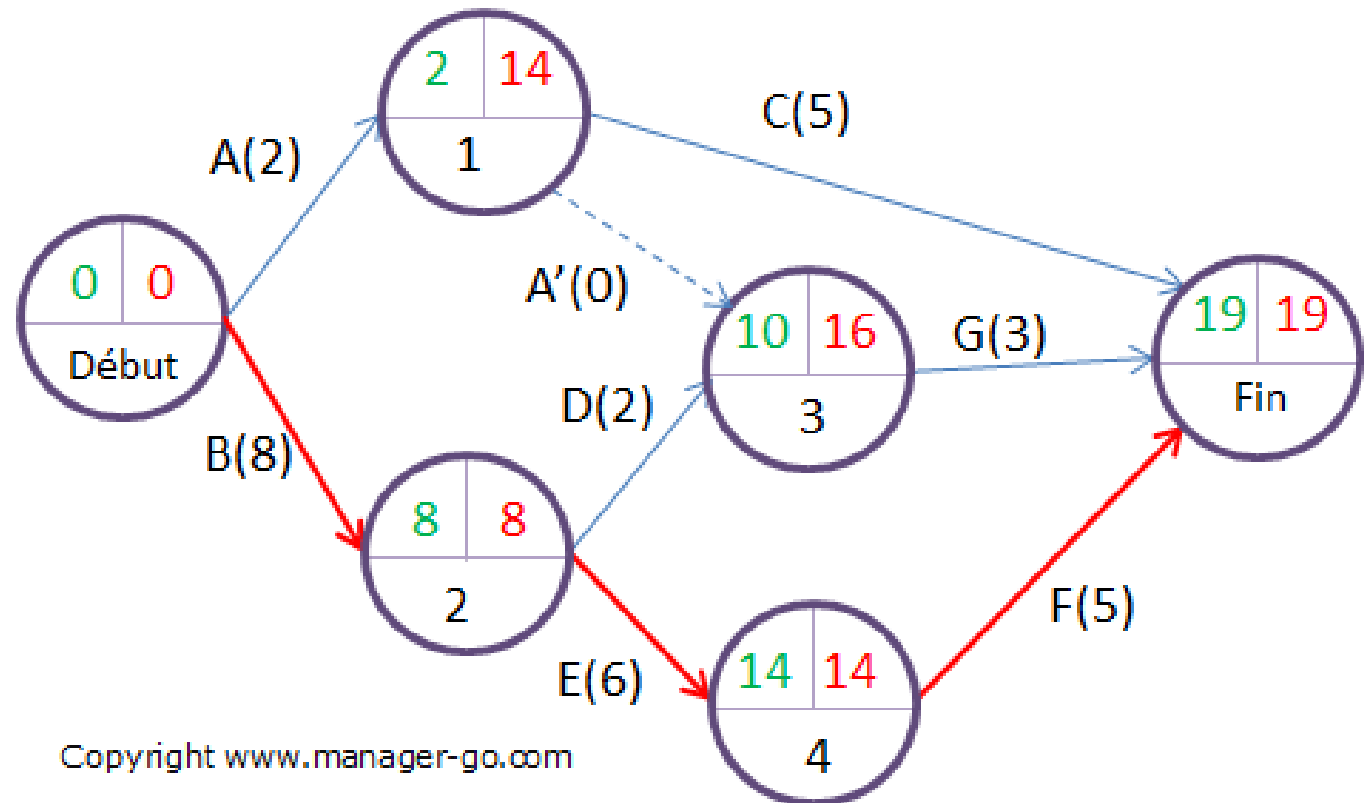 2 14
1
A(2)
C(5)
0 0
Début
A’(0)
10 16
3
G(3)
19 19
Fin
D(2)
B(8)
8 8
2
E(6)
F(5)
14 14
4
Copyright www.manager-go.com